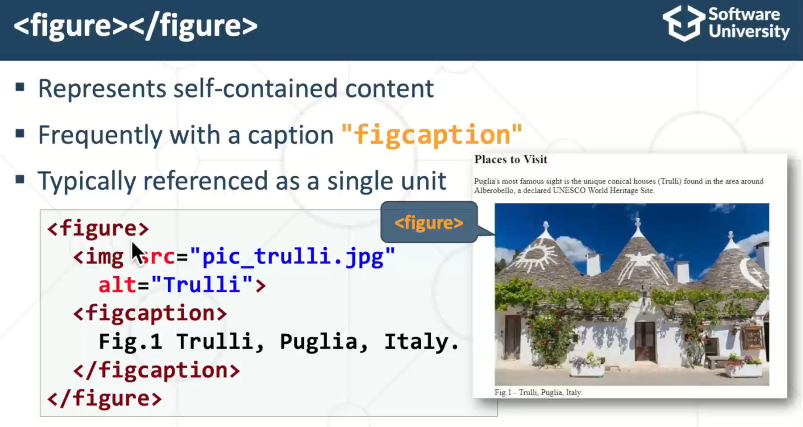 <figure></figure>
Software
University
▪ Represents self-contained content
▪ Frequently with a caption "figcaption"
▪ Typically referenced as a single unit
<figure>
<img src="pic_trulli.jpg"
alt="Trulli">
<figcaption>
Fig.1 Trulli, Puglia, Italy.
</figcaption>
</figure>
<figure>
Places to Visit
Puglia's most famous sight is the unique conical houses (Trulli) found in the area around
Alberobello, a declared UNESCO World Heritage Site.
Fig.1 - Trulli, Puglia, Italy.